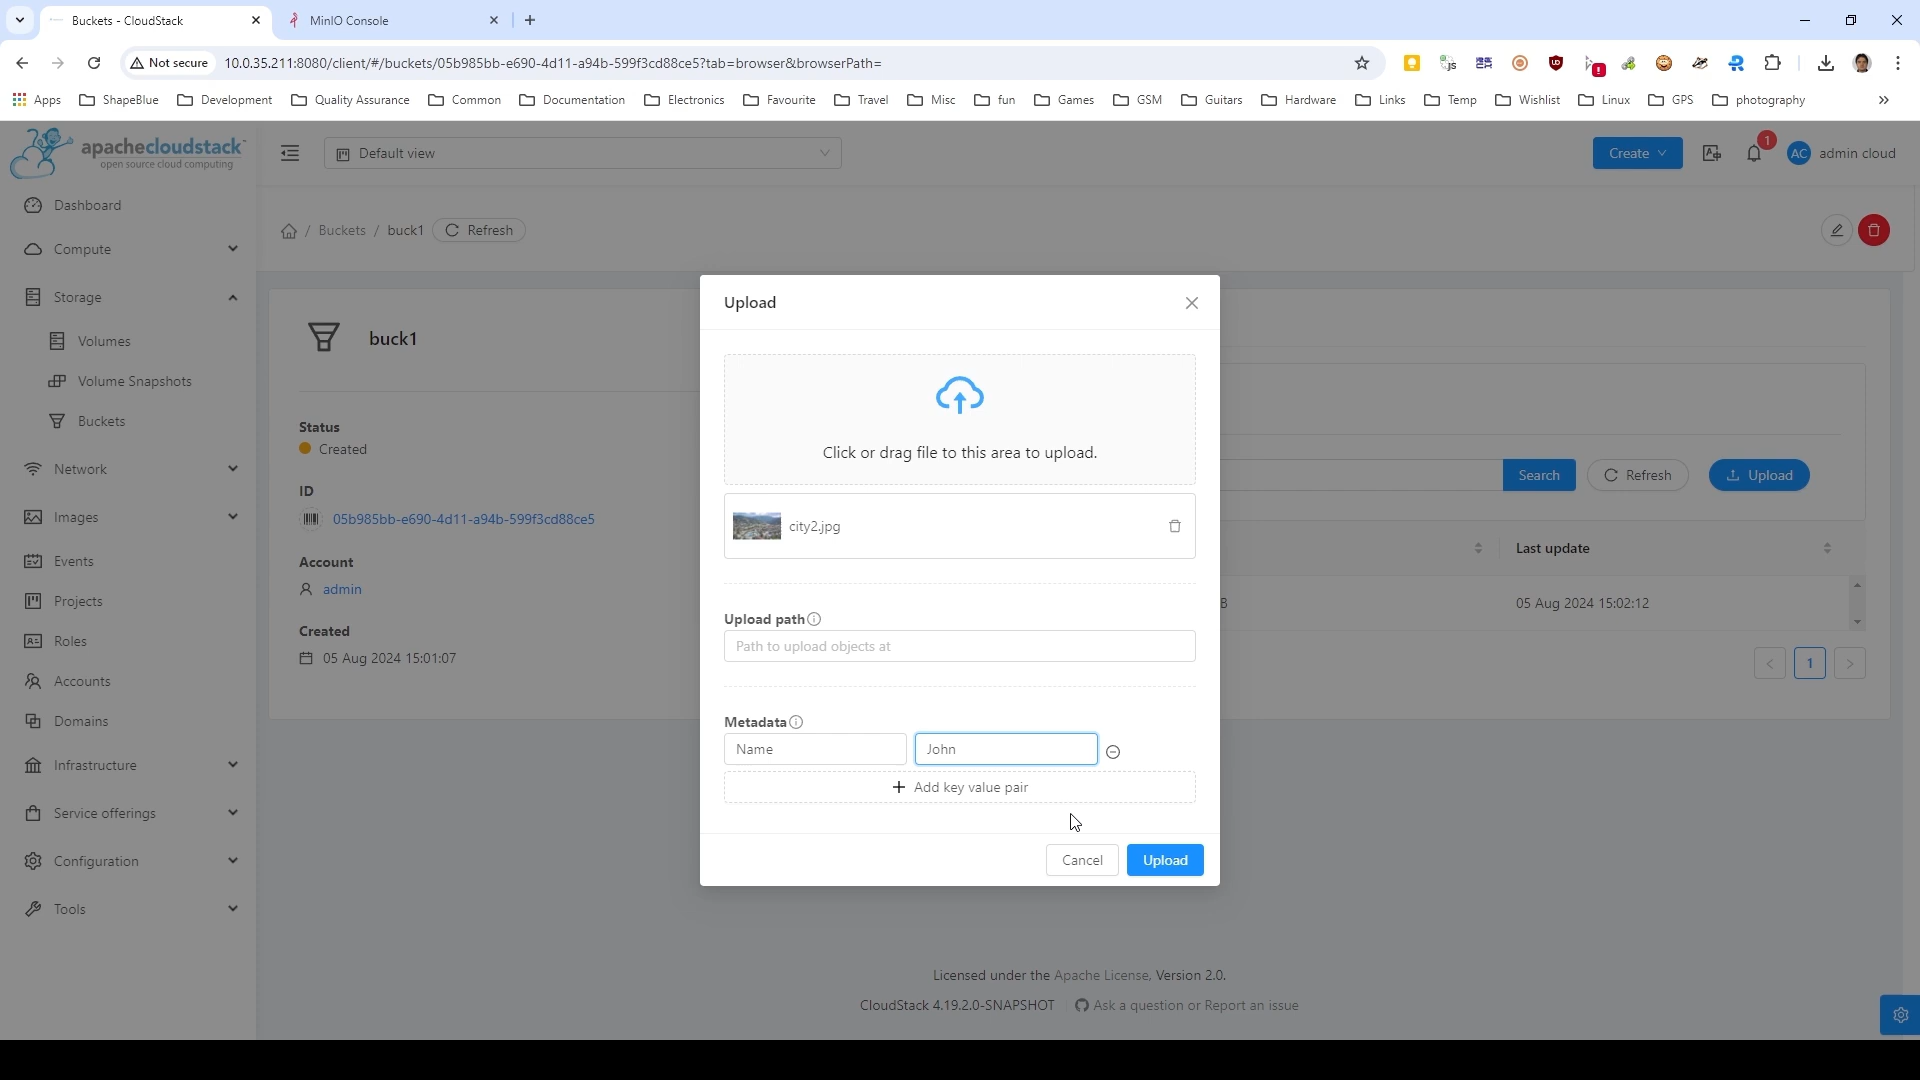 Buckets - CloudStack
MinIO Console
Not secure
10.0.35.211:8080/client/#/buckets/05b985bb-e690-4d11-a94b-599f3cd88ce5?tab=browser&browserPath=
Apps
ShapeBlue
Development
Quality Assurance
Common
Documentation
Electronics
Favourite
Travel
Misc
fun
Games
GSM
Guitars
Hardware
Links
Temp
Wishlist
Linux
GPS
photography
apachecloudstack™
open source cloud computing
Default view
Create
1
AC
admin cloud
Dashboard
Compute
Storage
Volumes
Volume Snapshots
Buckets
Network
Images
Events
Projects
Roles
Accounts
Domains
Infrastructure
Service offerings
Configuration
Tools
/ Buckets / buck1
Refresh
buck1
Status
Created
ID
05b985bb-e690-4d11-a94b-599f3cd88ce5
Account
admin
Created
05 Aug 2024 15:01:07
Upload
Click or drag file to this area to upload.
city2.jpg
Upload path
Path to upload objects at
Metadata
Name
John
+ Add key value pair
Cancel
Upload
Search
Refresh
Upload
Last update
B
05 Aug 2024 15:02:12
< 1 >
Licensed under the Apache License, Version 2.0.
CloudStack 4.19.2.0-SNAPSHOT
Ask a question or Report an issue